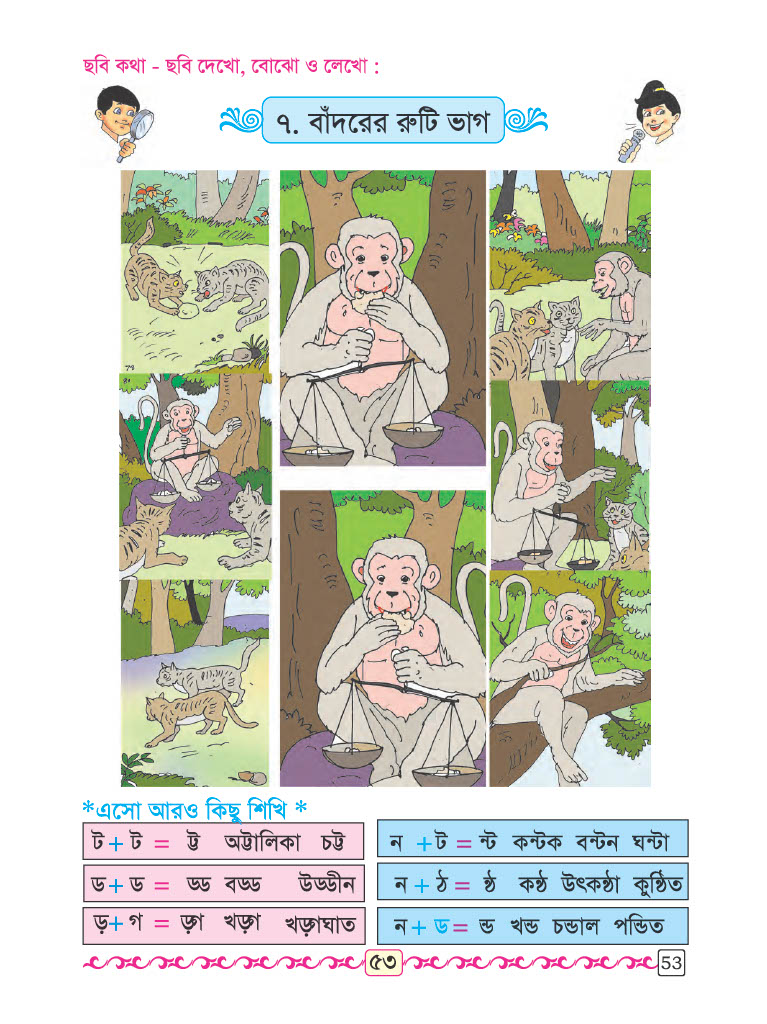 ছবি কথা - ছবি দেখো, বোঝো ও লেখো :
৭. বাঁদরের রুটি ভাগ
*এসো আরও কিছু শিখি *
ট + ট = ট্ট অট্টালিকা চট্ট
ন + ট = ন্ট কন্টক বন্টন ঘন্টা
ড + ড = ড্ড বড্ড উড্ডীন
ন + ঠ = ন্ঠ কন্ঠ উৎকন্ঠা কুন্ঠিত
ড় + গ = ড়্গ খড়্গ খড়্গাঘাত
ন + ড = ন্ড খন্ড চন্ডাল পন্ডিত
৫৩ 53